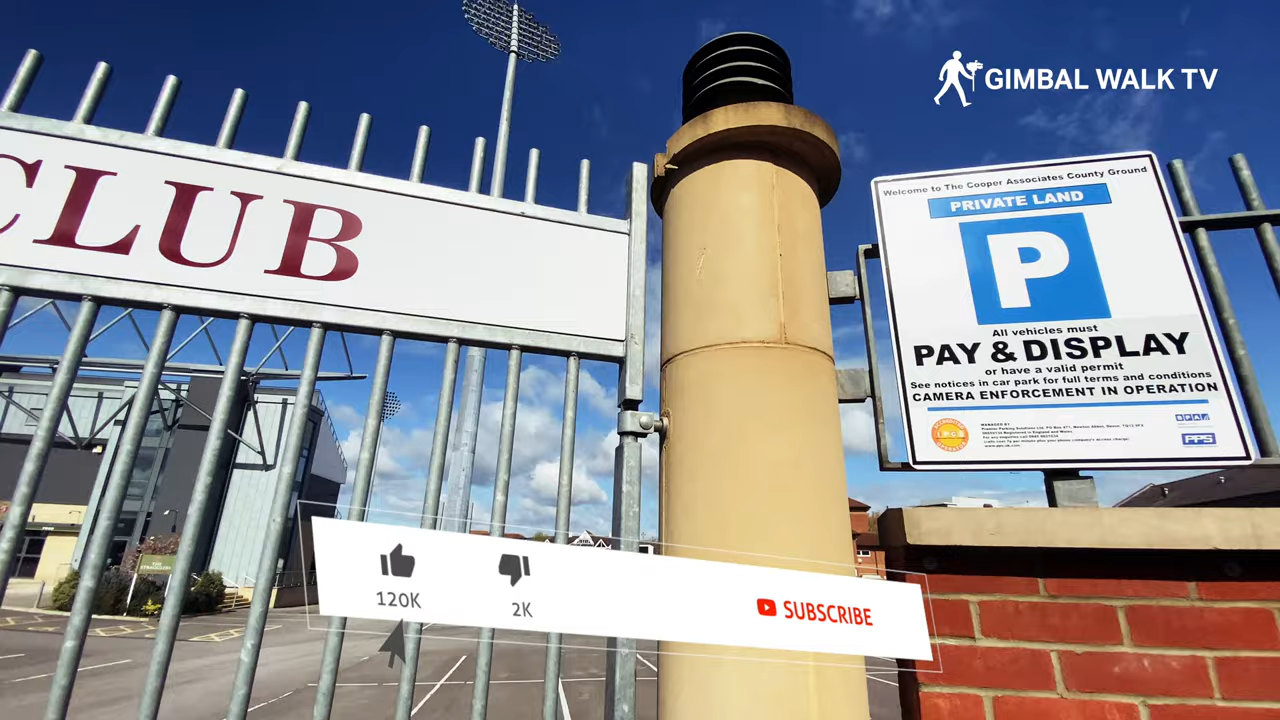 GIMBAL WALK TV
CLUB
Welcome to The Cooper Associates County Ground
PRIVATE LAND
P
All vehicles must
PAY & DISPLAY
or have a valid permit
See notices in car park for full terms and conditions
CAMERA ENFORCEMENT IN OPERATION
MANAGED BY
BPA
PPS
120K
2K
SUBSCRIBE